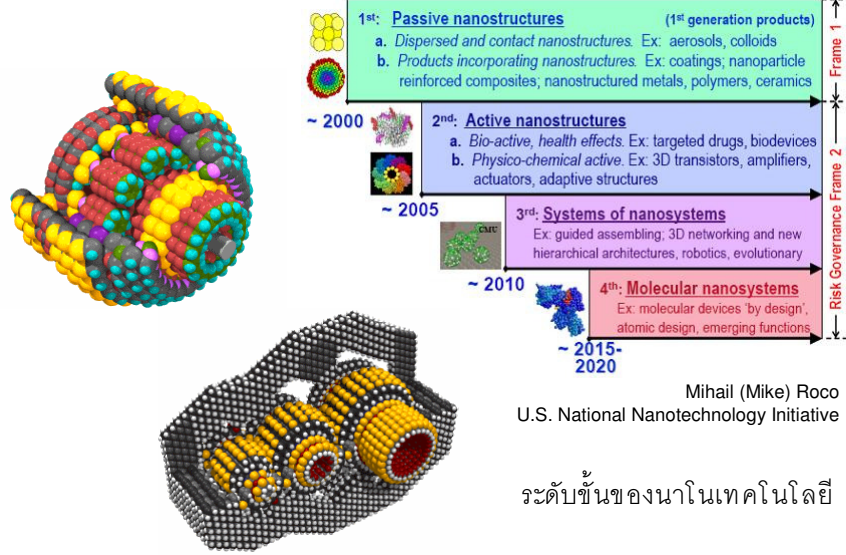 1st: Passive nanostructures (1st generation products)
a. Dispersed and contact nanostructures. Ex: aerosols, colloids
b. Products incorporating nanostructures. Ex: coatings; nanoparticle
reinforced composites; nanostructured metals, polymers, ceramics
Frame 1
~ 2000
2nd: Active nanostructures
a. Bio-active, health effects. Ex: targeted drugs, biodevices
b. Physico-chemical active. Ex: 3D transistors, amplifiers,
actuators, adaptive structures
~ 2005
CMU
3rd: Systems of nanosystems
Ex: guided assembling; 3D networking and new
hierarchical architectures, robotics, evolutionary
~ 2010
4th: Molecular nanosystems
Ex: molecular devices 'by design',
atomic design, emerging functions
~ 2015-
2020
Risk Governance Frame 2
Mihail (Mike) Roco
U.S. National Nanotechnology Initiative
ระดับขั้นของนาโนเทคโนโลยี